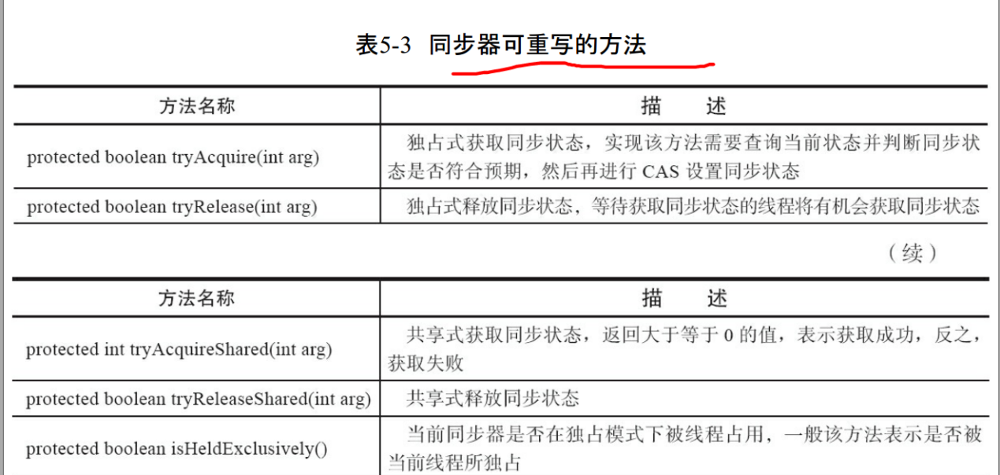 表5-3 同步器可重写的方法
方法名称 描 述
protected boolean tryAcquire(int arg) 独占式获取同步状态，实现该方法需要查询当前状态并判断同步状
态是否符合预期，然后再进行 CAS 设置同步状态
protected boolean tryRelease(int arg) 独占式释放同步状态，等待获取同步状态的线程将有机会获取同步状态
（续）
方法名称 描 述
protected int tryAcquireShared(int arg) 共享式获取同步状态，返回大于等于 0 的值，表示获取成功，反之，
获取失败
protected boolean tryReleaseShared(int arg) 共享式释放同步状态
protected boolean isHeldExclusively() 当前同步器是否在独占模式下被线程占用，一般该方法表示是否被
当前线程所独占